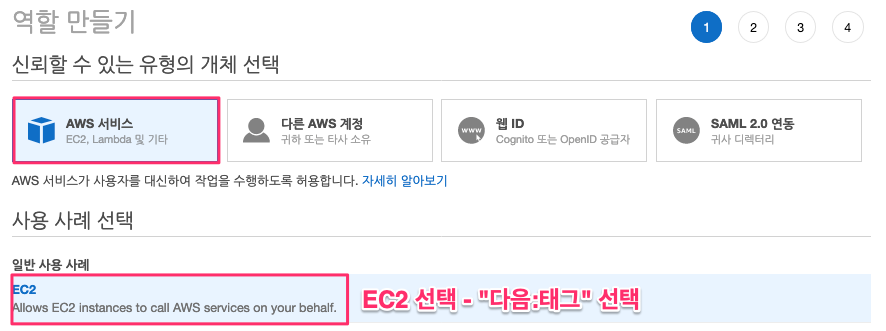 역할 만들기
1 2 3 4
신뢰할 수 있는 유형의 개체 선택
AWS 서비스
EC2, Lambda 및 기타
다른 AWS 계정
귀하 또는 타사 소유
WWW
웹 ID
Cognito 또는 OpenID 공급자
SAML
SAML 2.0 연동
귀사 디렉터리
AWS 서비스가 사용자를 대신하여 작업을 수행하도록 허용합니다. 자세히 알아보기
사용 사례 선택
일반 사용 사례
EC2
Allows EC2 instances to call AWS services on your behalf.
EC2 선택 - "다음:태그" 선택